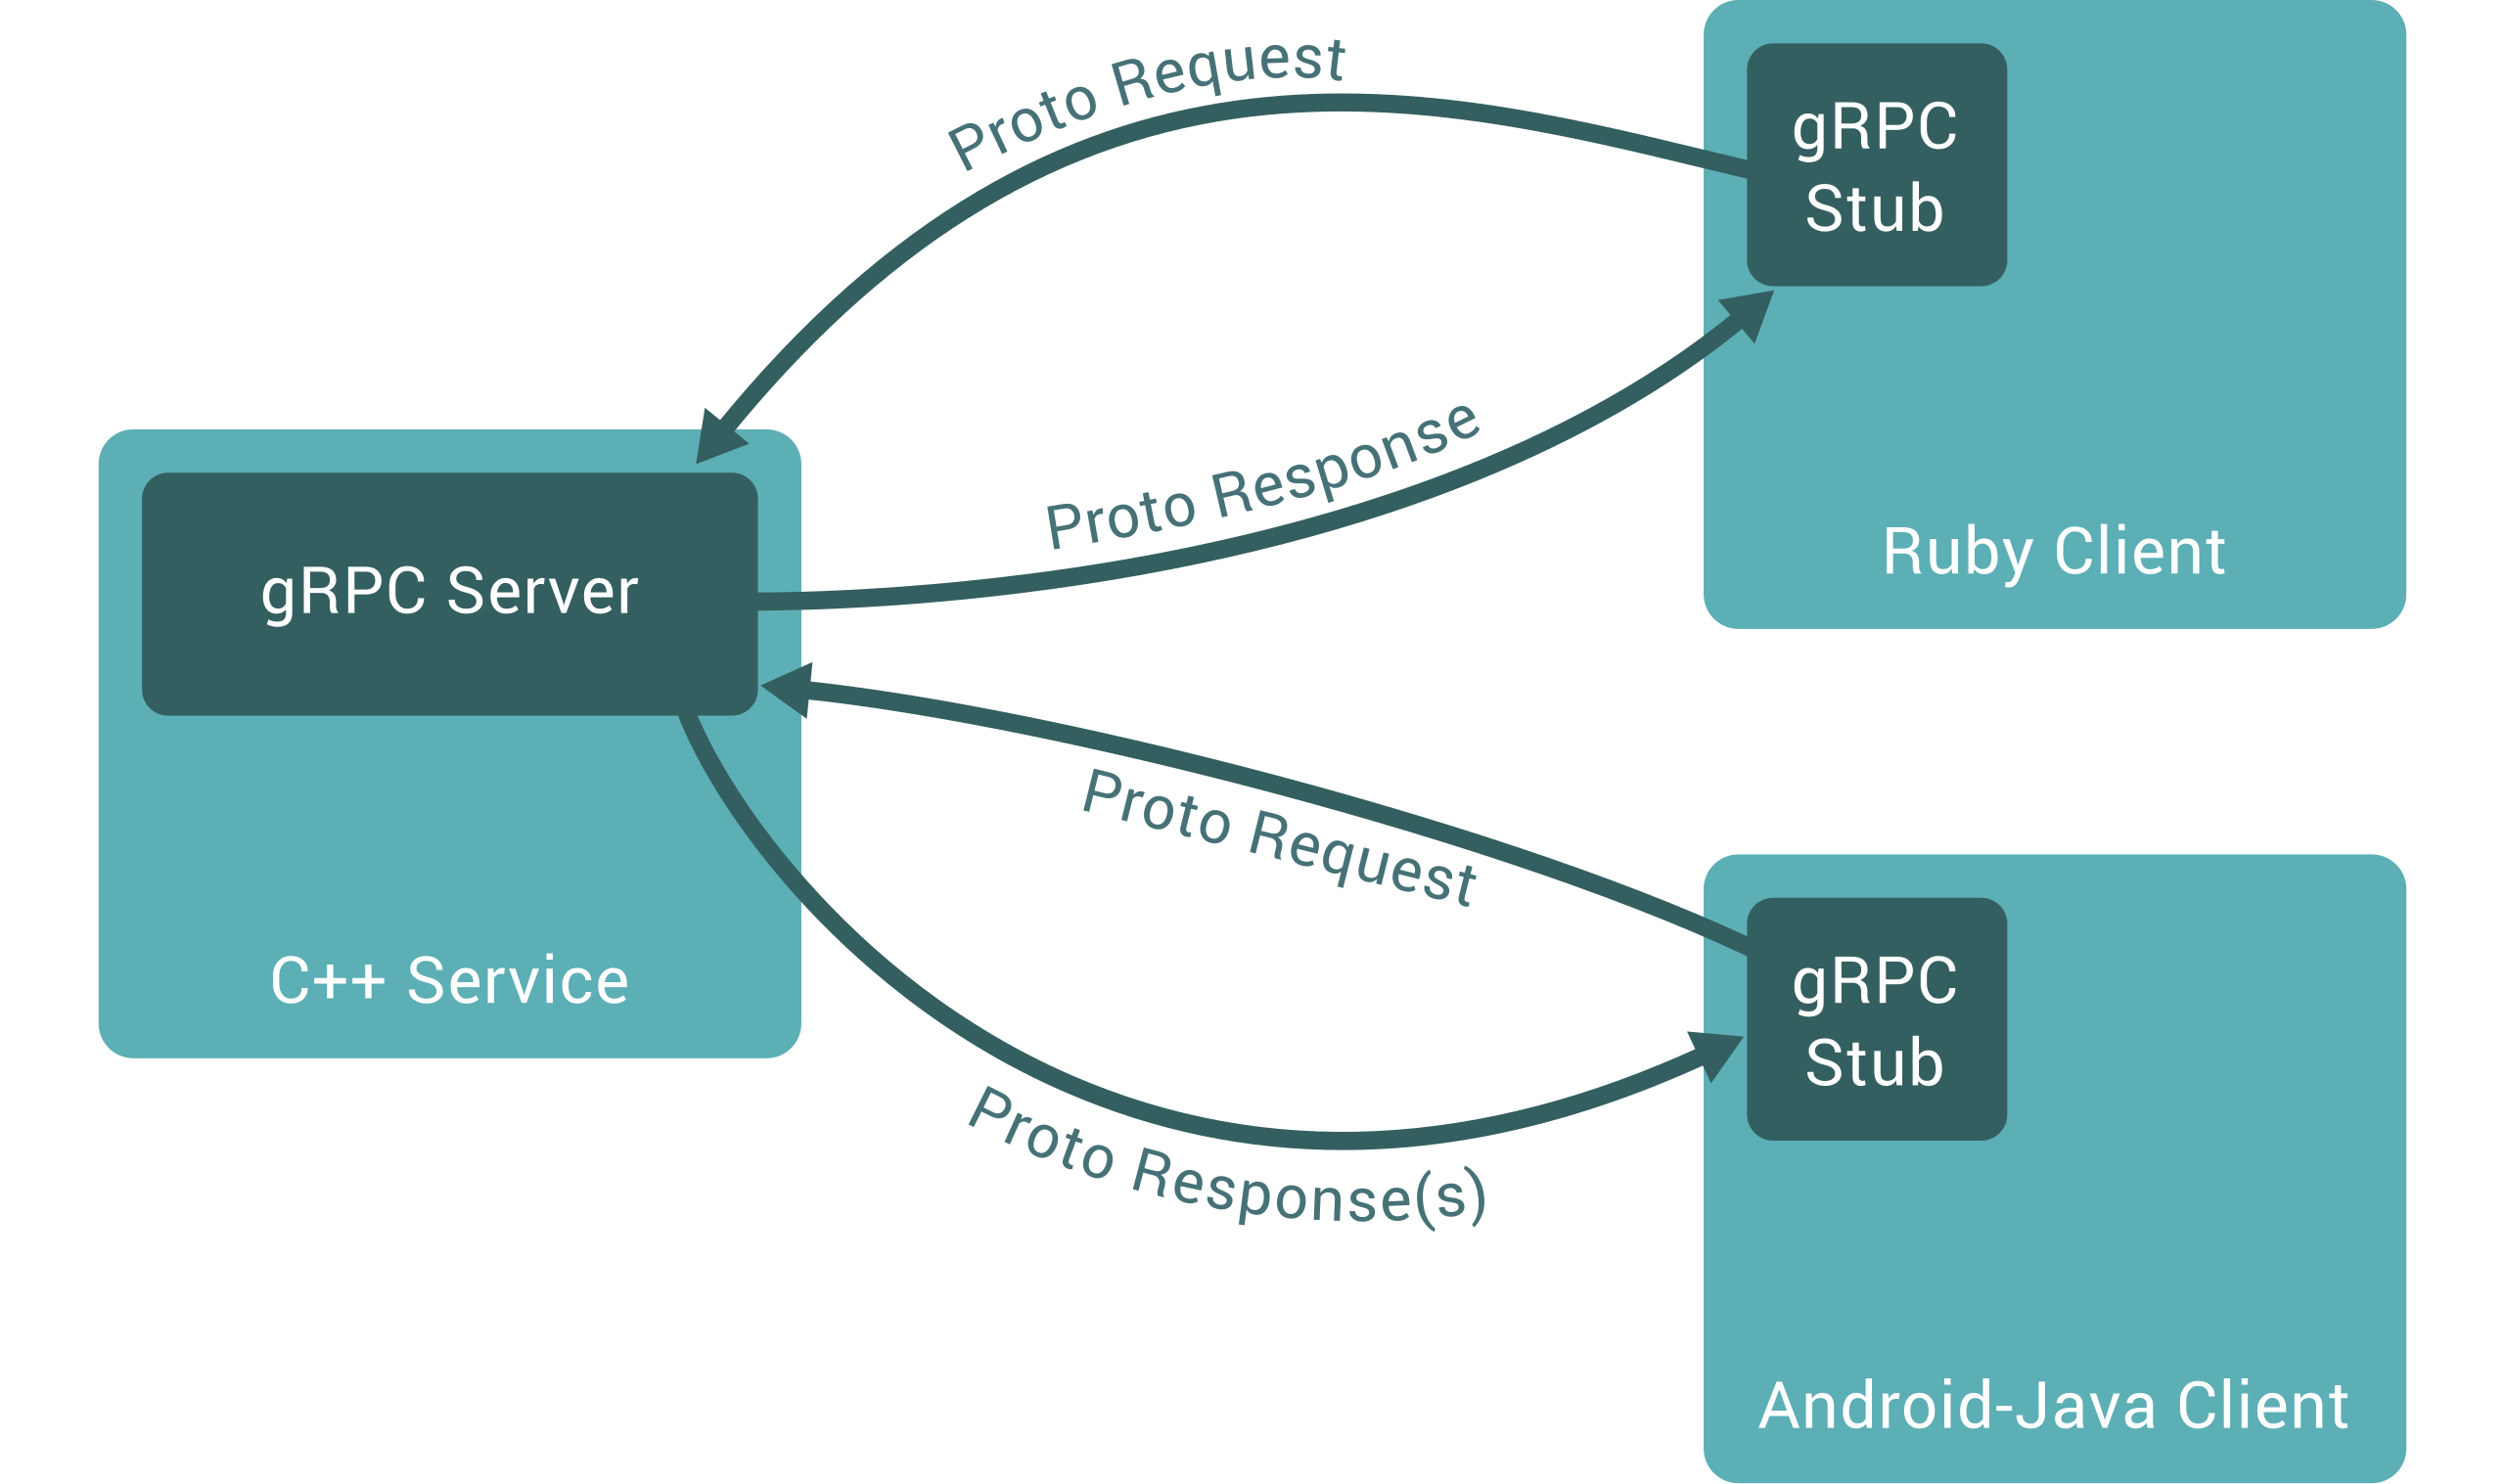 Proto Request
gRPC
Stub
Proto Response
Ruby Client
gRPC Server
C++ Service
Proto Request
gRPC
Stub
Proto Response(s)
Android-Java Client